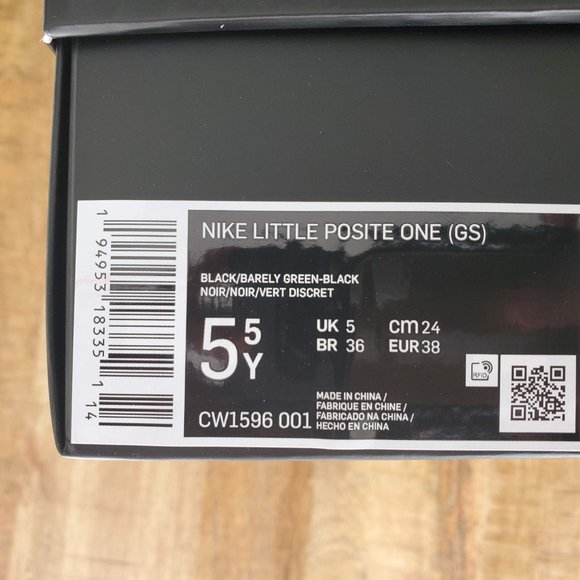 NIKE LITTLE POSITE ONE (GS)
BLACK/BARELY GREEN-BLACK
NOIR/NOIR/VERT DISCRET
5 5Y
UK 5 cm 24
BR 36 EUR 38
RFID
MADE IN CHINA /
FABRIQUE EN CHINE /
FABRICADO NA CHINA /
HECHO EN CHINA
CW1596 001
1 94953 18335 1 14